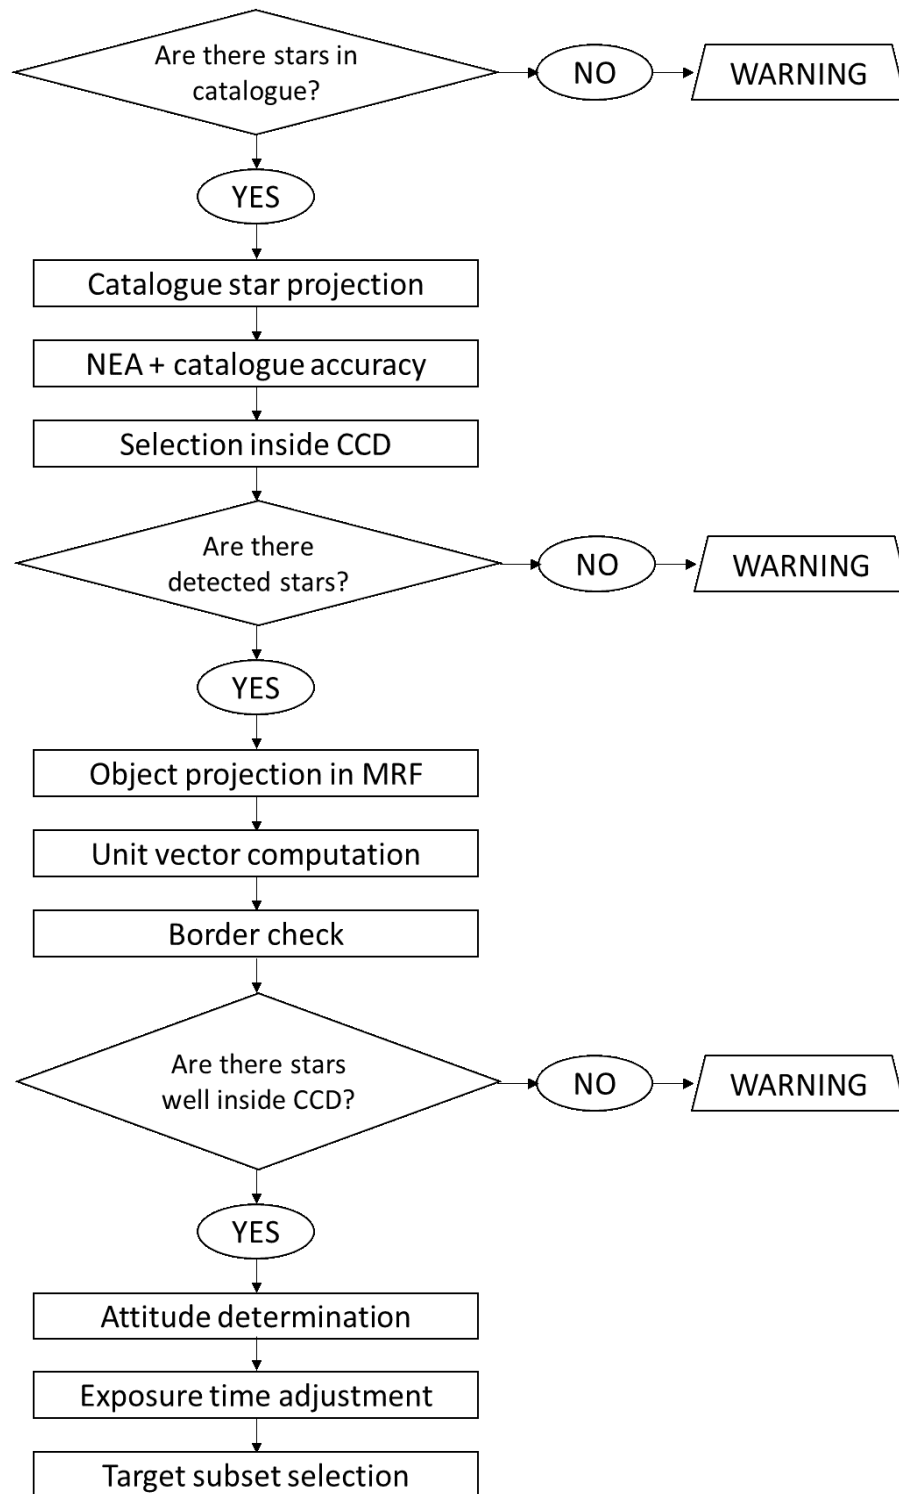 Are there stars in
catalogue?
NO
WARNING
YES
Catalogue star projection
NEA + catalogue accuracy
Selection inside CCD
Are there
detected stars?
NO
WARNING
YES
Object projection in MRF
Unit vector computation
Border check
Are there stars
well inside CCD?
NO
WARNING
YES
Attitude determination
Exposure time adjustment
Target subset selection